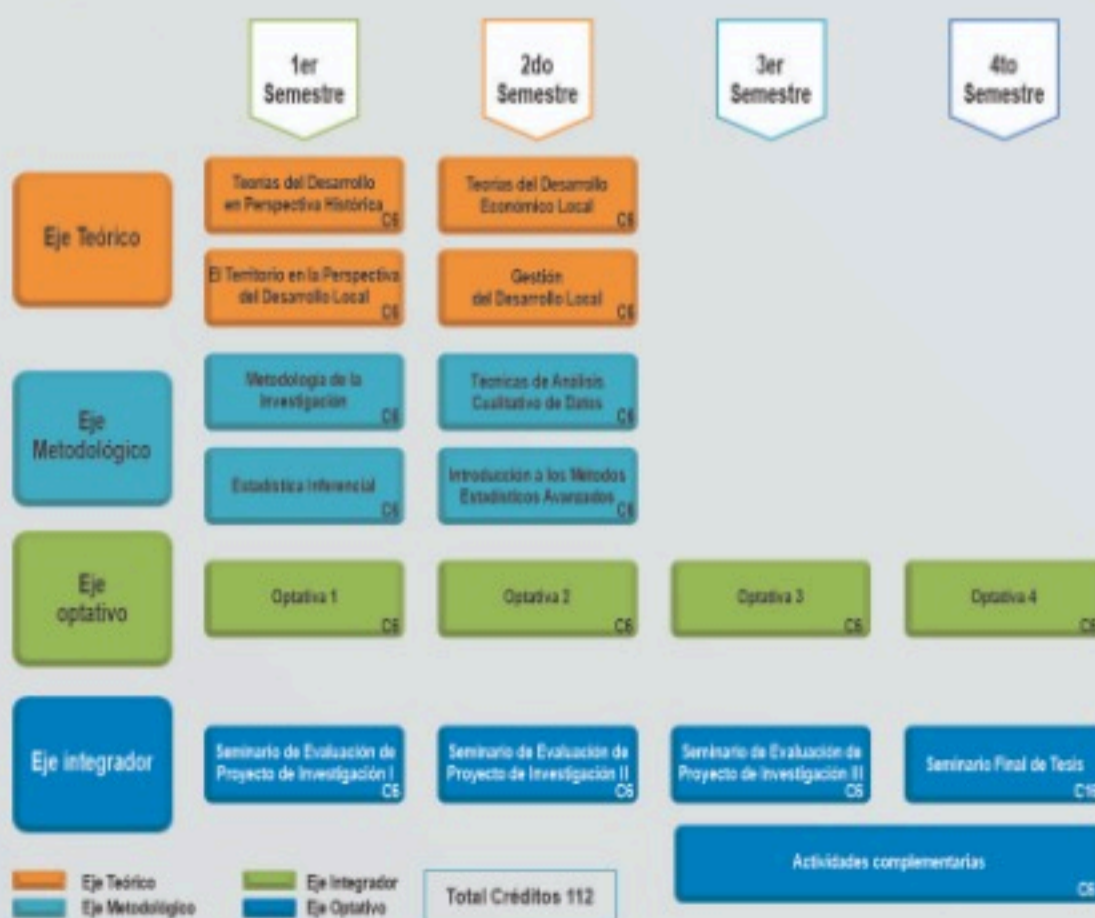 1er
Semestre
2do
Semestre
3er
Semestre
4to
Semestre
Eje Teórico
Teorías del Desarrollo
en Perspectiva Histórica
C6
Teorías del Desarrollo
Económico Local
C6
El Territorio en la Perspectiva
del Desarrollo Local
C6
Gestión
del Desarrollo Local
C6
Eje
Metodológico
Metodología de la
Investigación
C6
Técnicas de Análisis
Cualitativo de Datos
C6
Estadística Inferencial
C6
Introducción a los Métodos
Estadísticos Avanzados
C6
Eje
optativo
Optativa 1
C6
Optativa 2
C6
Optativa 3
C6
Optativa 4
C6
Eje integrador
Seminario de Evaluación de
Proyecto de Investigación I
C6
Seminario de Evaluación de
Proyecto de Investigación II
C6
Seminario de Evaluación de
Proyecto de Investigación III
C6
Seminario Final de Tesis
C16
Actividades complementarias
C6
Eje Teórico
Eje Integrador
Eje Metodológico
Eje Optativo
Total Créditos 112